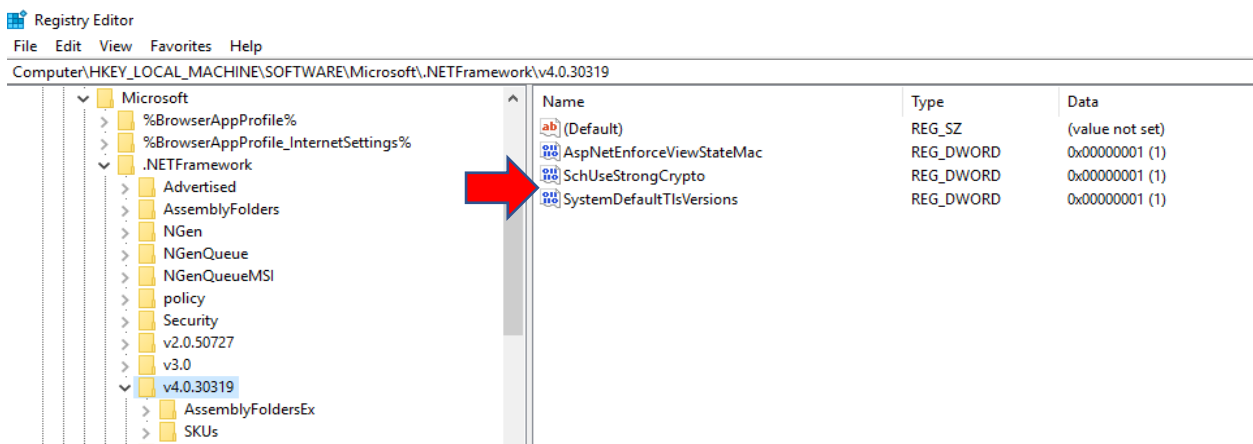 Registry Editor
File Edit View Favorites Help
Computer\HKEY_LOCAL_MACHINE\SOFTWARE\Microsoft\.NETFramework\v4.0.30319
Microsoft
%BrowserAppProfile%
%BrowserAppProfile_InternetSettings%
.NETFramework
Advertised
AssemblyFolders
NGen
NGenQueue
NGenQueueMSI
policy
Security
v2.0.50727
v3.0
v4.0.30319
AssemblyFoldersEx
SKUs
Name Type Data
(Default) REG_SZ (value not set)
AspNetEnforceViewStateMac REG_DWORD 0x00000001 (1)
SchUseStrongCrypto REG_DWORD 0x00000001 (1)
SystemDefaultTlsVersions REG_DWORD 0x00000001 (1)